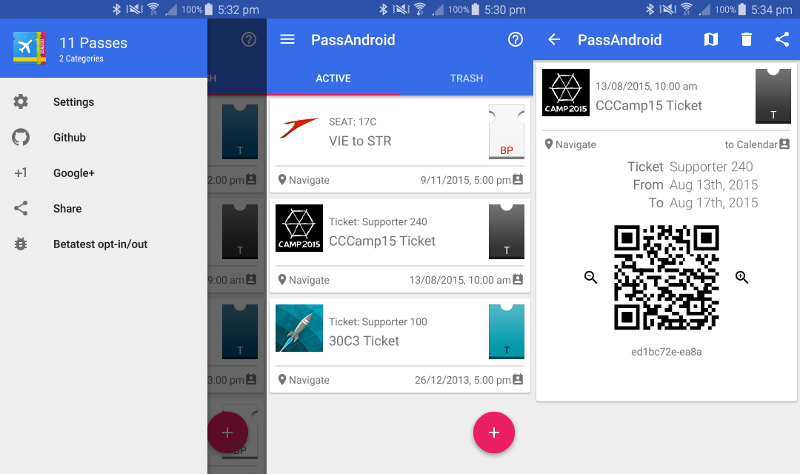 100% 5:32 pm
11 Passes
2 Categories
Settings
Github
+1 Google+
Share
Betatest opt-in/out
SH
T
2:00 pm
T
9:00 am
T
3:00 pm
BP
+
100% 5:30 pm
PassAndroid
ACTIVE TRASH
SEAT: 17C
VIE to STR
BP
Navigate 9/11/2015, 5:00 pm
CAMP2015
Ticket: Supporter 240
CCCamp15 Ticket
T
Navigate 13/08/2015, 10:00 am
Ticket: Supporter 100
30C3 Ticket
T
Navigate 26/12/2013, 5:00 pm
+
100% 5:34 pm
PassAndroid
CAMP2015
13/08/2015, 10:00 am
CCCamp15 Ticket
T
Navigate to Calendar
Ticket Supporter 240
From Aug 13th, 2015
To Aug 17th, 2015
ed1bc72e-ea8a